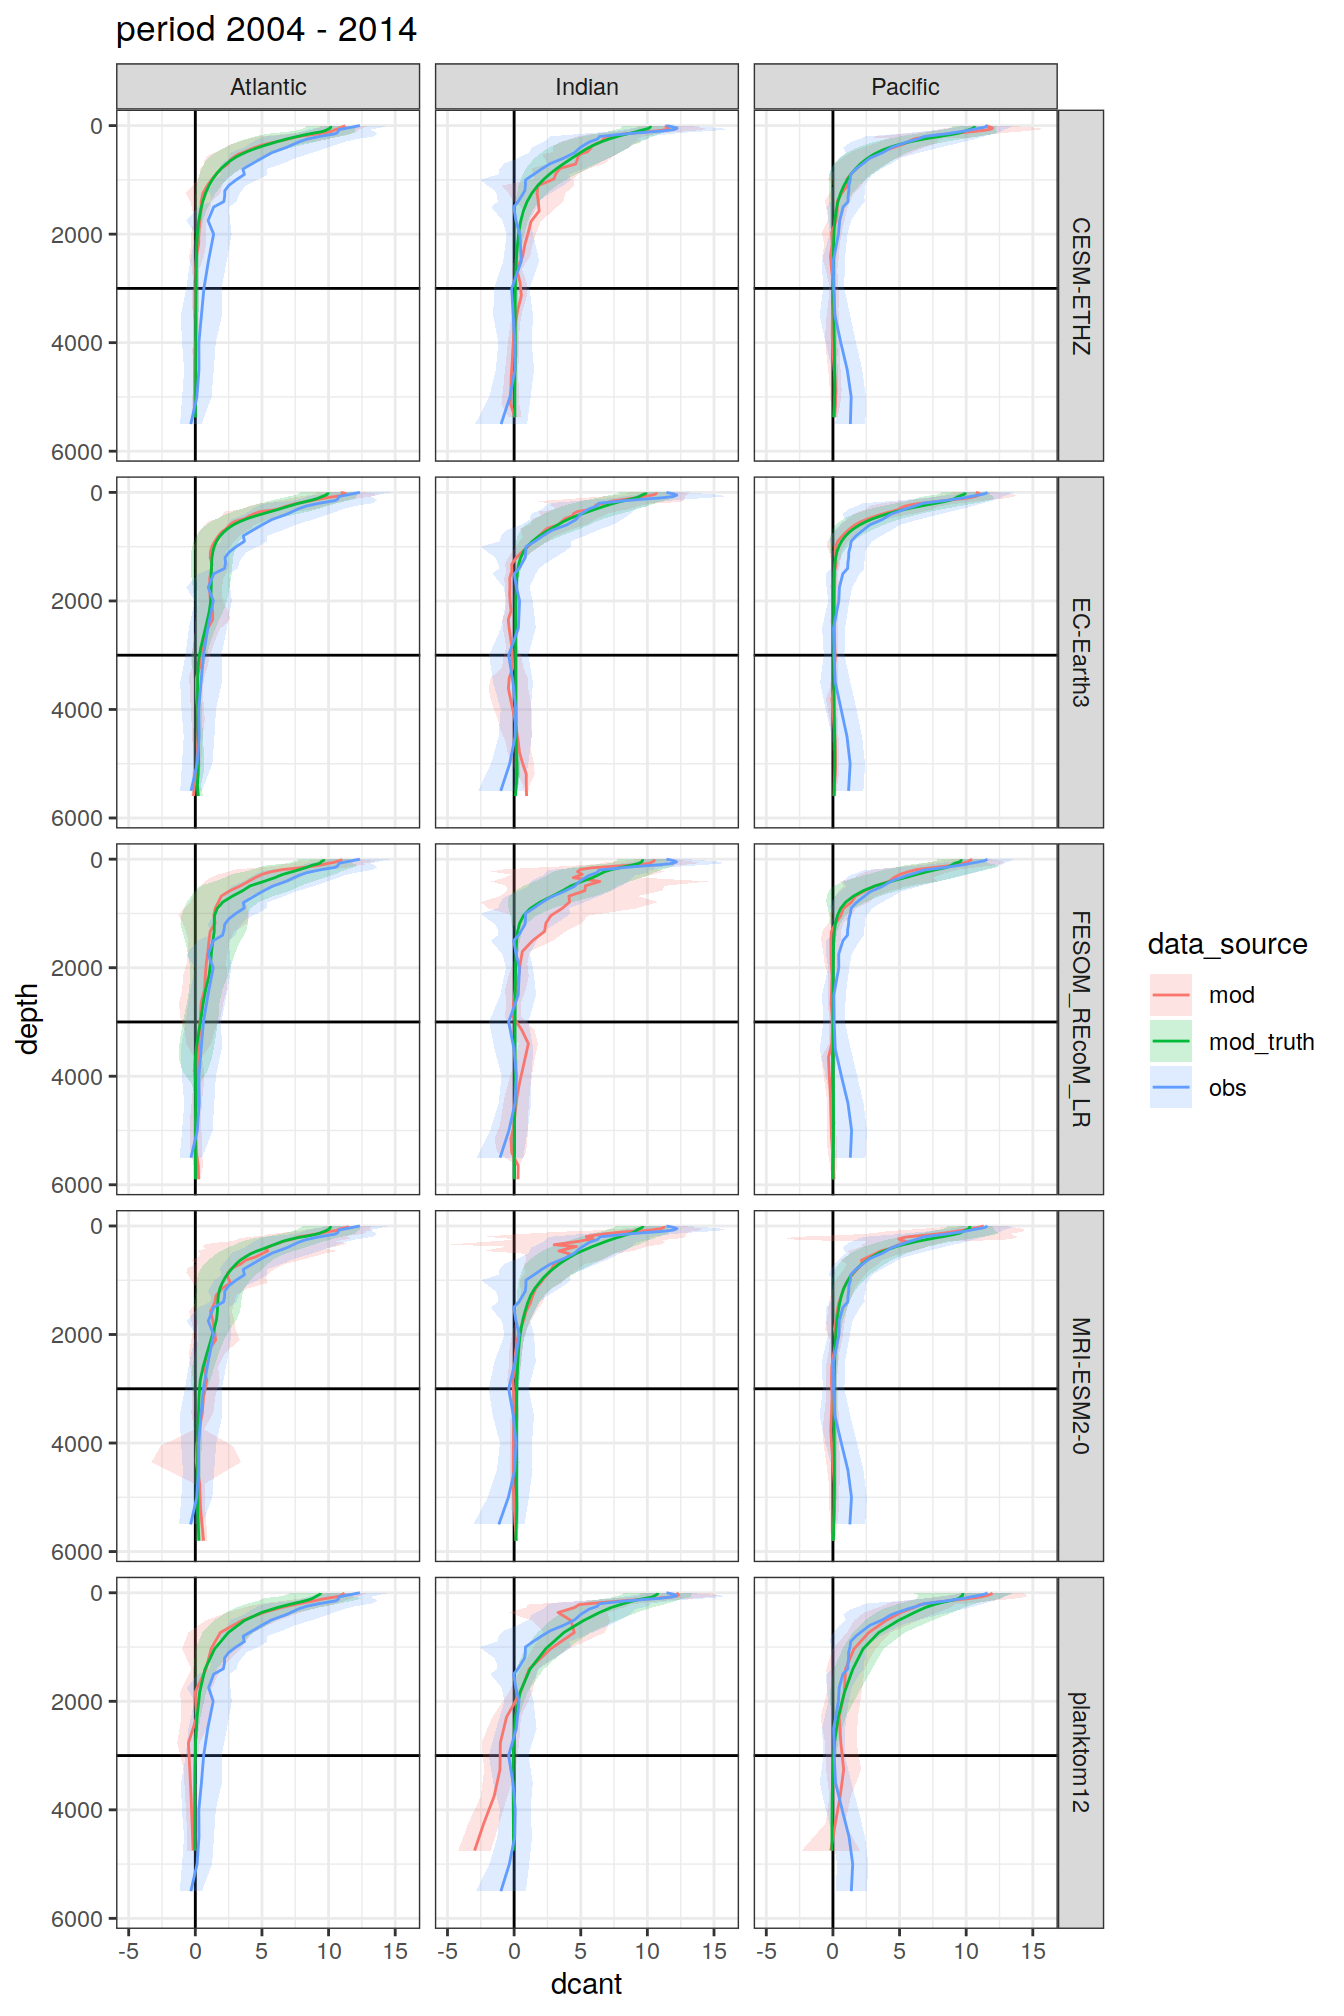 period 2004 - 2014
Atlantic
Indian
Pacific
0
2000
4000
6000
CESM-ETHZ
0
2000
4000
6000
EC-Earth3
0
2000
4000
6000
FESOM_REcoM_LR
0
2000
4000
6000
MRI-ESM2-0
0
2000
4000
6000
planktom12
-5 0 5 10 15 -5 0 5 10 15 -5 0 5 10 15
dcant
depth
data_source
mod
mod_truth
obs